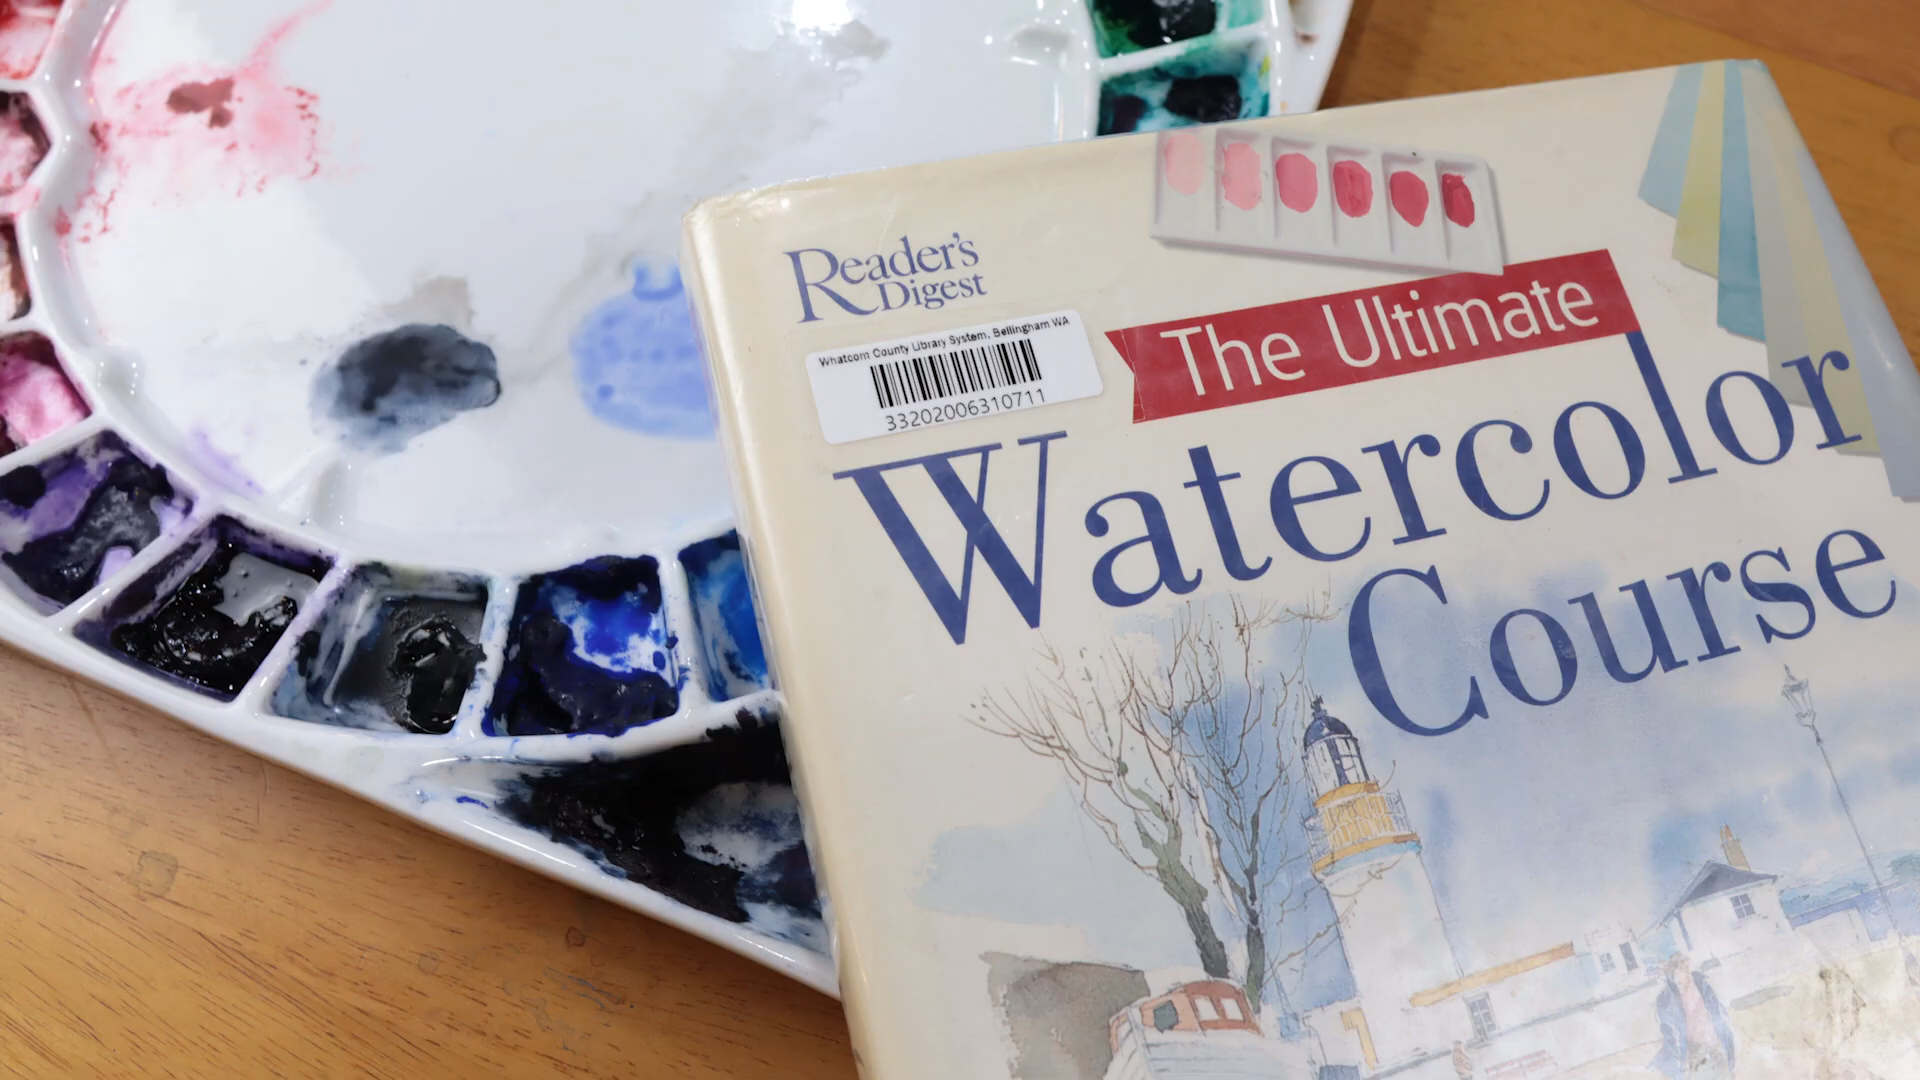 Reader's
Digest
Whatcom County Library System, Bellingham WA
33202006310711
The Ultimate
Watercolor
Course